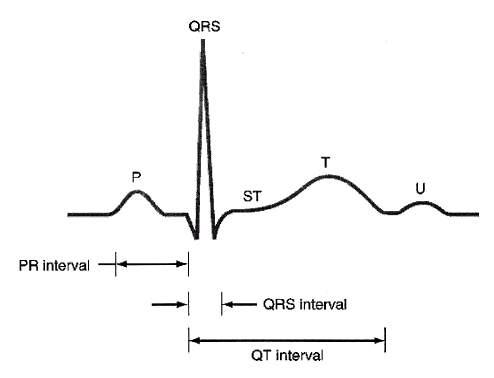 QRS
P
ST
T
U
PR interval
QRS interval
QT interval